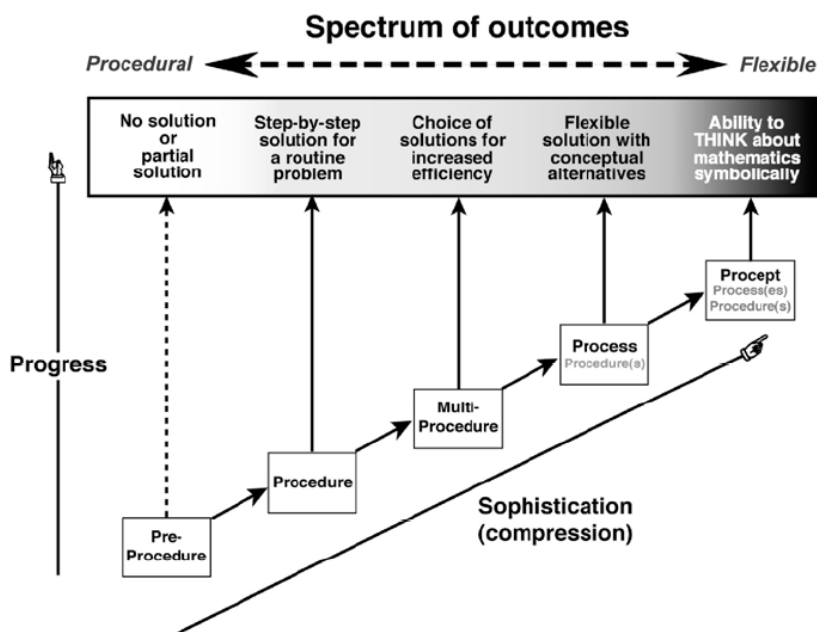 Spectrum of outcomes
Procedural
Flexible
No solution
or
partial
solution
Step-by-step
solution for
a routine
problem
Choice of
solutions for
increased
efficiency
Flexible
solution with
conceptual
alternatives
Ability to
THINK about
mathematics
symbolically
Procept
Process(es)
Procedure(s)
Process
Procedure(s)
Progress
Multi-
Procedure
Procedure
Sophistication
(compression)
Pre-
Procedure